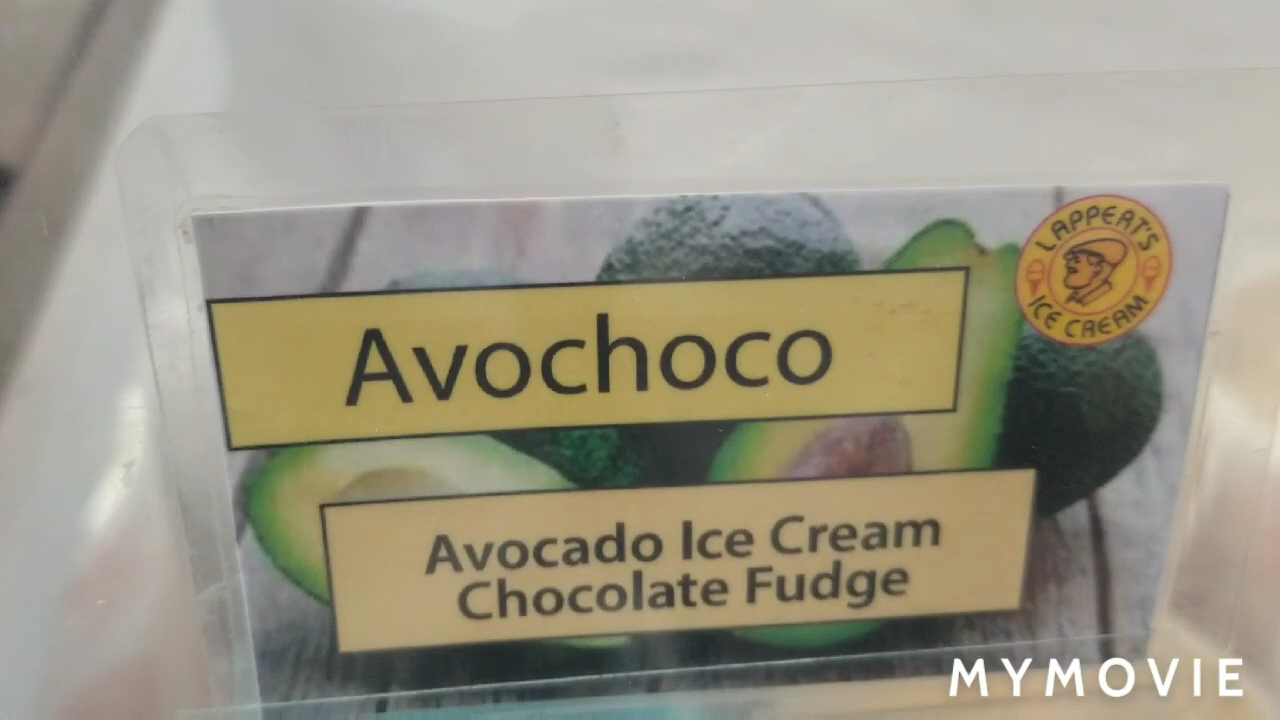 LAPPERT'S
ICE CREAM
Avochoco
Avocado Ice Cream
Chocolate Fudge
MYMOVIE